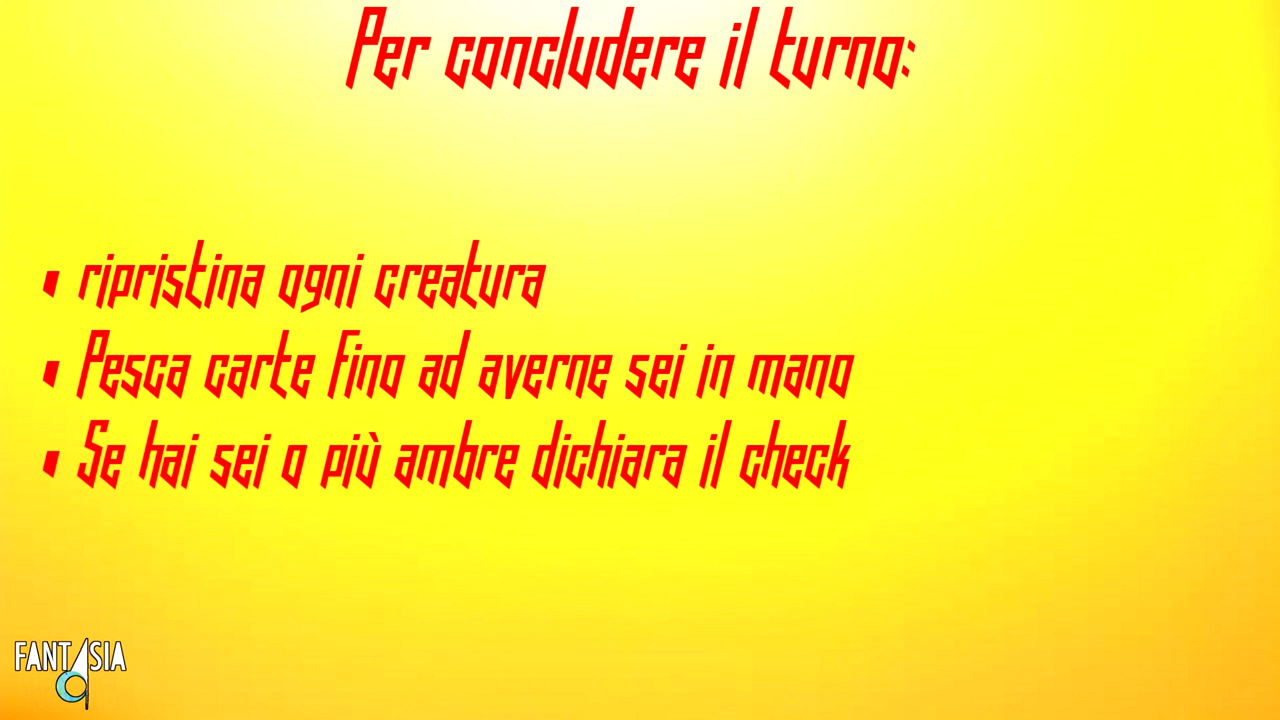 Per concludere il turno:
• ripristina ogni creatura
• Pesca carte fino ad averne sei in mano
• Se hai sei o più ambre dichiara il check
FANTASIA